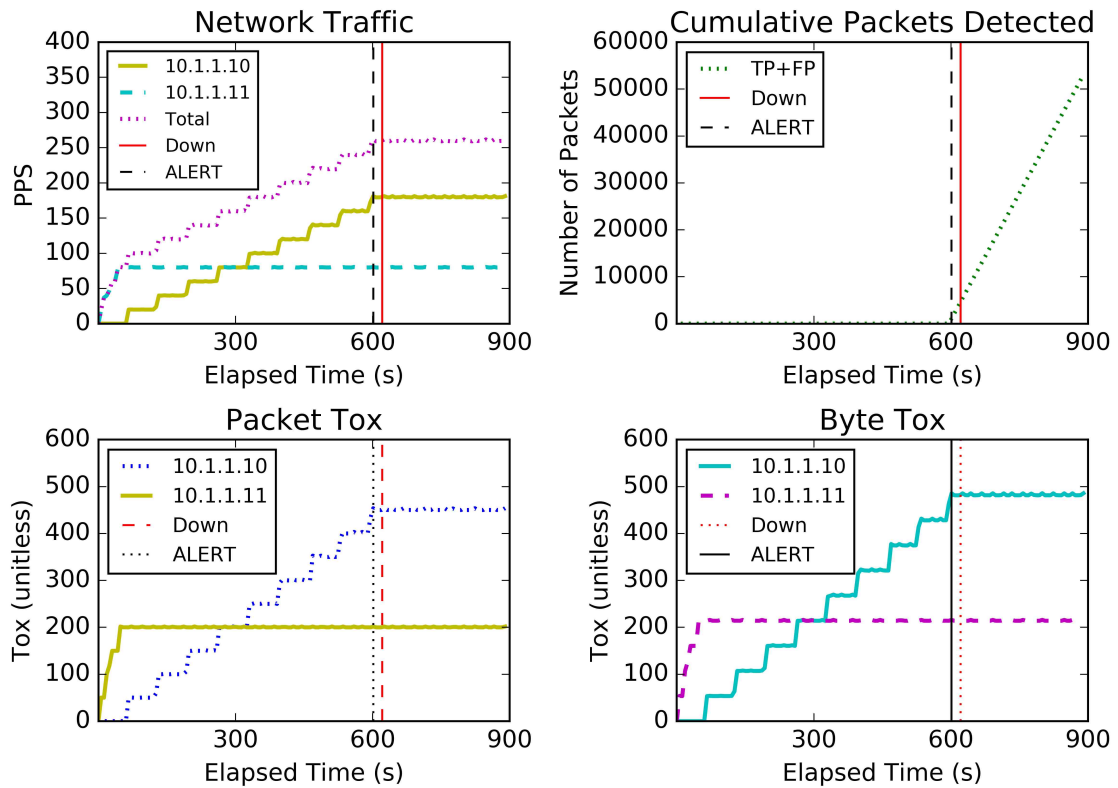 Network Traffic
400
350
300
250
200
150
100
50
0
PPS
10.1.1.10
10.1.1.11
Total
Down
ALERT
300
600
900
Elapsed Time (s)
Cumulative Packets Detected
60000
50000
40000
30000
20000
10000
0
Number of Packets
TP+FP
Down
ALERT
300
600
900
Elapsed Time (s)
Packet Tox
600
500
400
300
200
100
0
Tox (unitless)
10.1.1.10
10.1.1.11
Down
ALERT
300
600
900
Elapsed Time (s)
Byte Tox
600
500
400
300
200
100
0
Tox (unitless)
10.1.1.10
10.1.1.11
Down
ALERT
300
600
900
Elapsed Time (s)